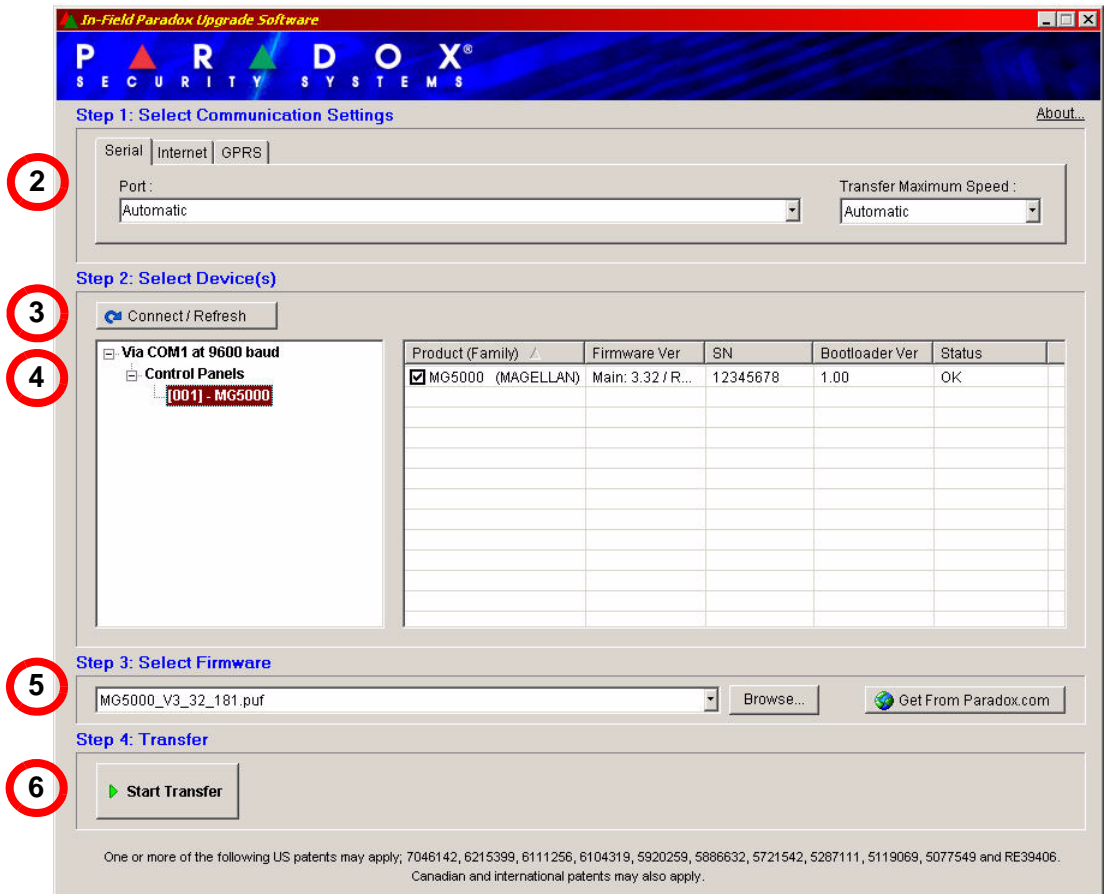 In-Field Paradox Upgrade Software
PARADOX®
SECURITY SYSTEMS
Step 1: Select Communication Settings
About...
Serial Internet GPRS
2
Port :
Transfer Maximum Speed :
Automatic
Automatic
Step 2: Select Device(s)
3
Connect / Refresh
4
Via COM1 at 9600 baud
Control Panels
[001] - MG5000
Product (Family) Firmware Ver SN Bootloader Ver Status
MG5000 (MAGELLAN) Main: 3.32 / R... 12345678 1.00 OK
Step 3: Select Firmware
5
MG5000_V3_32_181.puf
Browse...
Get From Paradox.com
Step 4: Transfer
6
Start Transfer
One or more of the following US patents may apply; 7046142, 6215399, 6111256, 6104319, 5920259, 5886632, 5721542, 5287111, 5119069, 5077549 and RE39406.
Canadian and international patents may also apply.